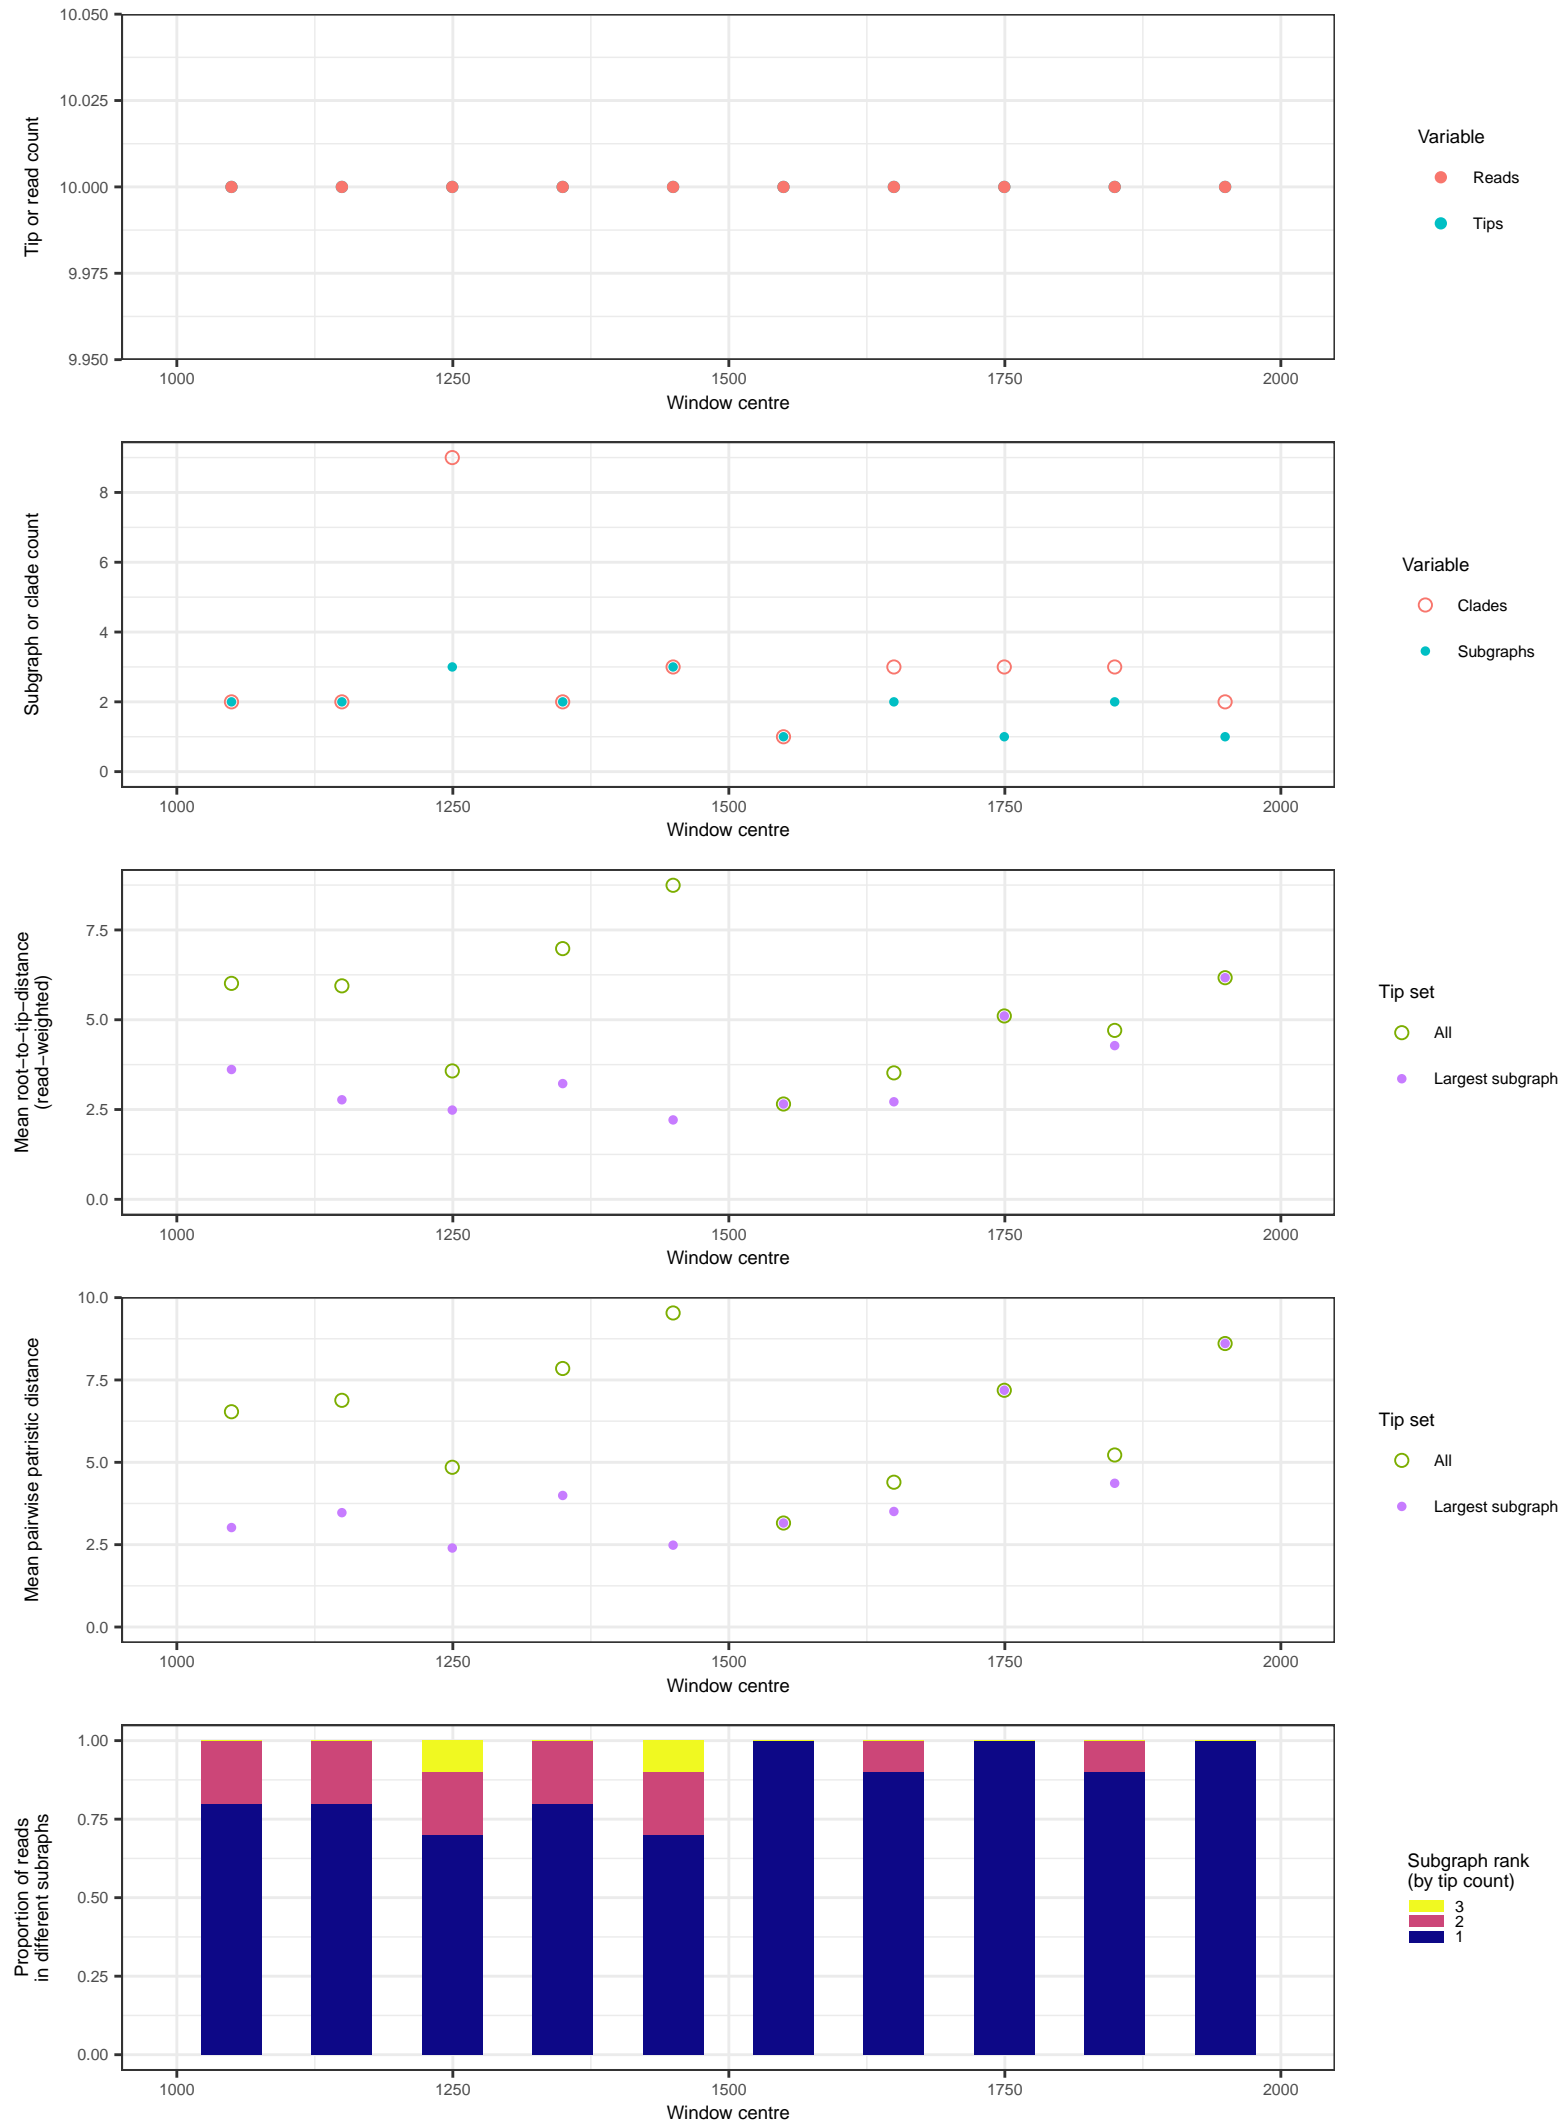 10.050
10.025
10.000
9.975
9.950
Tip or read count
1000 1250 1500 1750 2000
Window centre
Variable
Reads
Tips
8
6
4
2
0
Subgraph or clade count
1000 1250 1500 1750 2000
Window centre
Variable
Clades
Subgraphs
7.5
5.0
2.5
0.0
Mean root−to−tip−distance
(read−weighted)
1000 1250 1500 1750 2000
Window centre
Tip set
All
Largest subgraph
10.0
7.5
5.0
2.5
0.0
Mean pairwise patristic distance
1000 1250 1500 1750 2000
Window centre
Tip set
All
Largest subgraph
1.00
0.75
0.50
0.25
0.00
Proportion of reads
in different subraphs
1000 1250 1500 1750 2000
Window centre
Subgraph rank
(by tip count)
3
2
1